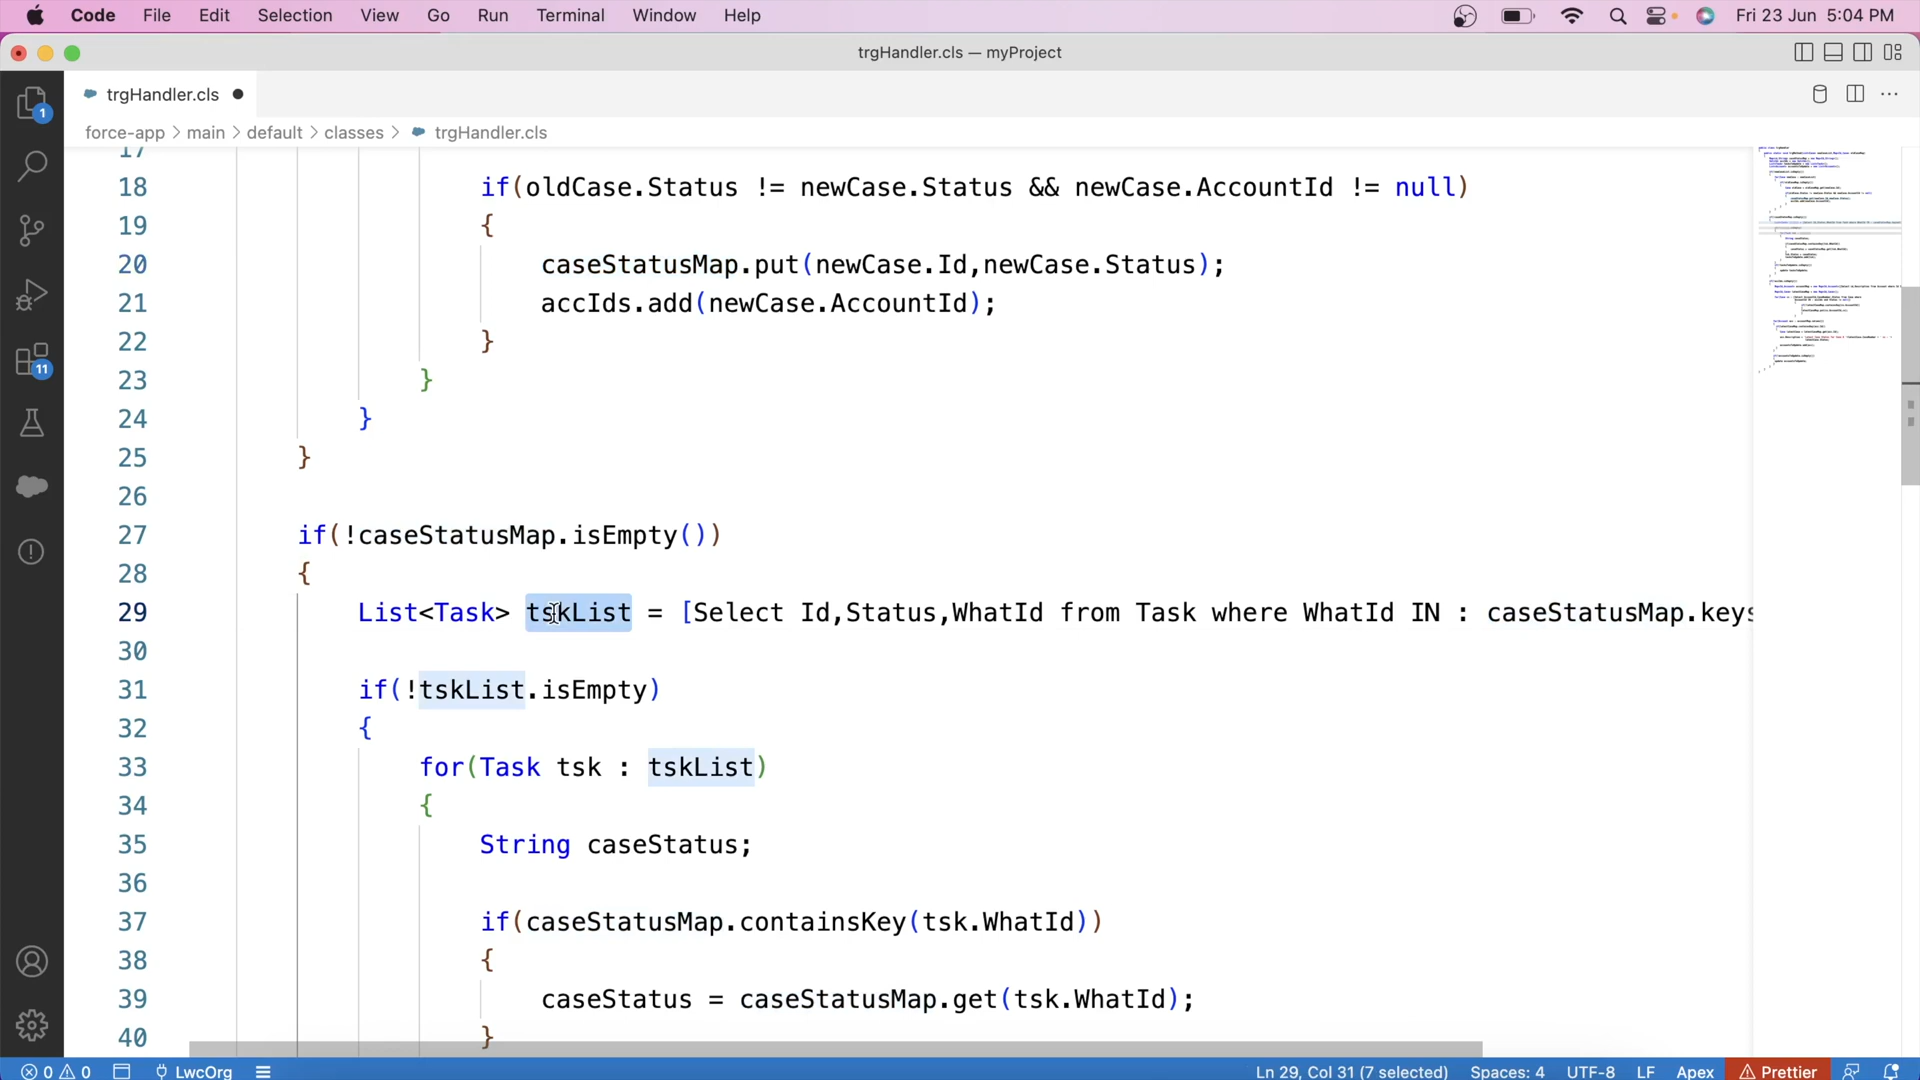 Code File Edit Selection View Go Run Terminal Window Help Fri 23 Jun 5:04 PM
trgHandler.cls — myProject
trgHandler.cls
force-app > main > default > classes > trgHandler.cls
17
18 if(oldCase.Status != newCase.Status && newCase.AccountId != null)
19 {
20 caseStatusMap.put(newCase.Id,newCase.Status);
21 accIds.add(newCase.AccountId);
22 }
23 }
24 }
25 }
26
27 if(!caseStatusMap.isEmpty())
28 {
29 List<Task> tskList = [Select Id,Status,WhatId from Task where WhatId IN : caseStatusMap.keys
30
31 if(!tskList.isEmpty)
32 {
33 for(Task tsk : tskList)
34 {
35 String caseStatus;
36
37 if(caseStatusMap.containsKey(tsk.WhatId))
38 {
39 caseStatus = caseStatusMap.get(tsk.WhatId);
40 }
1
11
0 0 LwcOrg Ln 29, Col 31 (7 selected) Spaces: 4 UTF-8 LF Apex Prettier